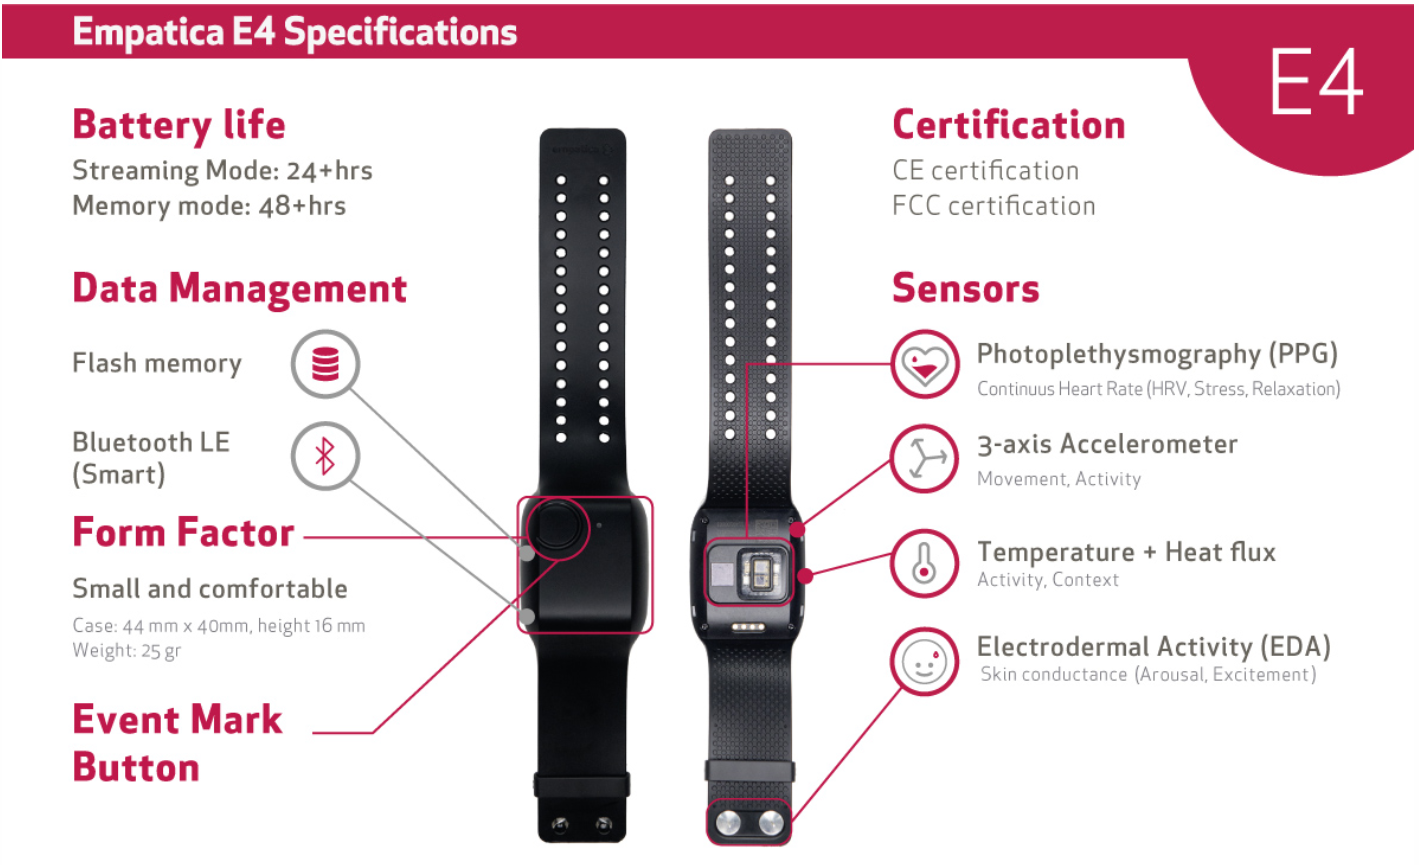 Empatica E4 Specifications
E4
Battery life
Streaming Mode: 24+hrs
Memory mode: 48+hrs
Data Management
Flash memory
Bluetooth LE
(Smart)
Form Factor
Small and comfortable
Case: 44 mm x 40mm, height 16 mm
Weight: 25 gr
Event Mark
Button
Certification
CE certification
FCC certification
Sensors
Photoplethysmography (PPG)
Continuus Heart Rate (HRV, Stress, Relaxation)
3-axis Accelerometer
Movement, Activity
Temperature + Heat flux
Activity, Context
Electrodermal Activity (EDA)
Skin conductance (Arousal, Excitement)